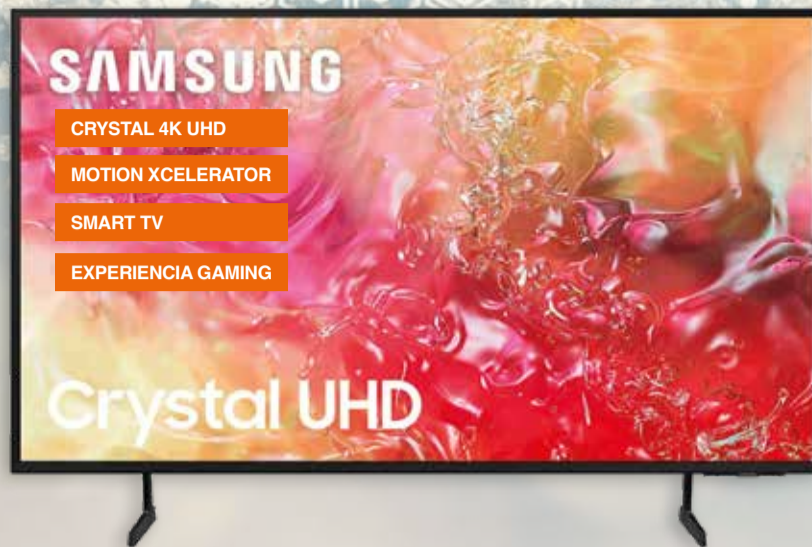 SAMSUNG
CRYSTAL 4K UHD
MOTION XCELERATOR
SMART TV
EXPERIENCIA GAMING
Crystal UHD